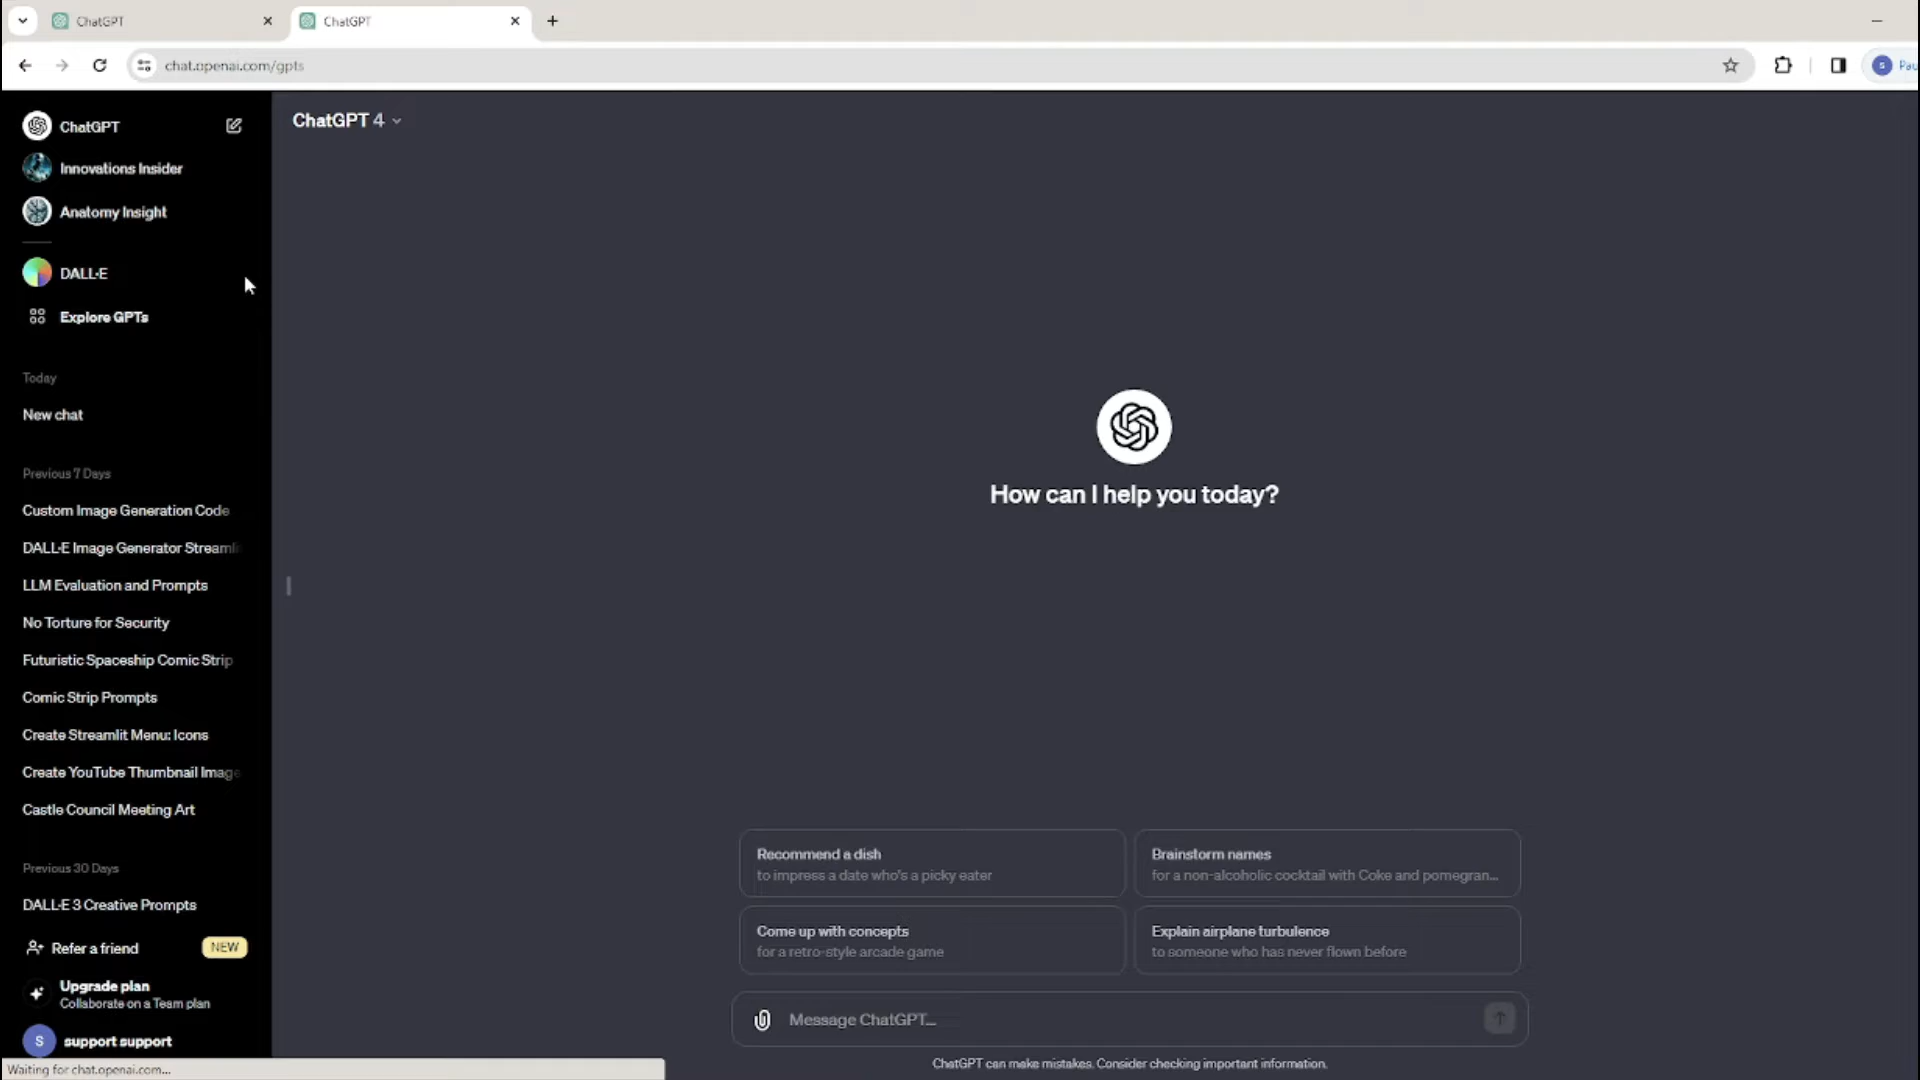 ChatGPT
ChatGPT
chat.openai.com/gpts
S
Pau
ChatGPT
ChatGPT 4
Innovations Insider
Anatomy Insight
DALL·E
Explore GPTs
Today
New chat
Previous 7 Days
Custom Image Generation Code
DALL·E Image Generator Streamli
LLM Evaluation and Prompts
No Torture for Security
Futuristic Spaceship Comic Strip
Comic Strip Prompts
Create Streamlit Menu: Icons
Create YouTube Thumbnail Image
Castle Council Meeting Art
Previous 30 Days
DALL·E 3 Creative Prompts
Refer a friend NEW
Upgrade plan
Collaborate on a Team plan
S
support support
Waiting for chat.openai.com...
How can I help you today?
Recommend a dish
to impress a date who's a picky eater
Brainstorm names
for a non-alcoholic cocktail with Coke and pomegran...
Come up with concepts
for a retro-style arcade game
Explain airplane turbulence
to someone who has never flown before
Message ChatGPT...
ChatGPT can make mistakes. Consider checking important information.